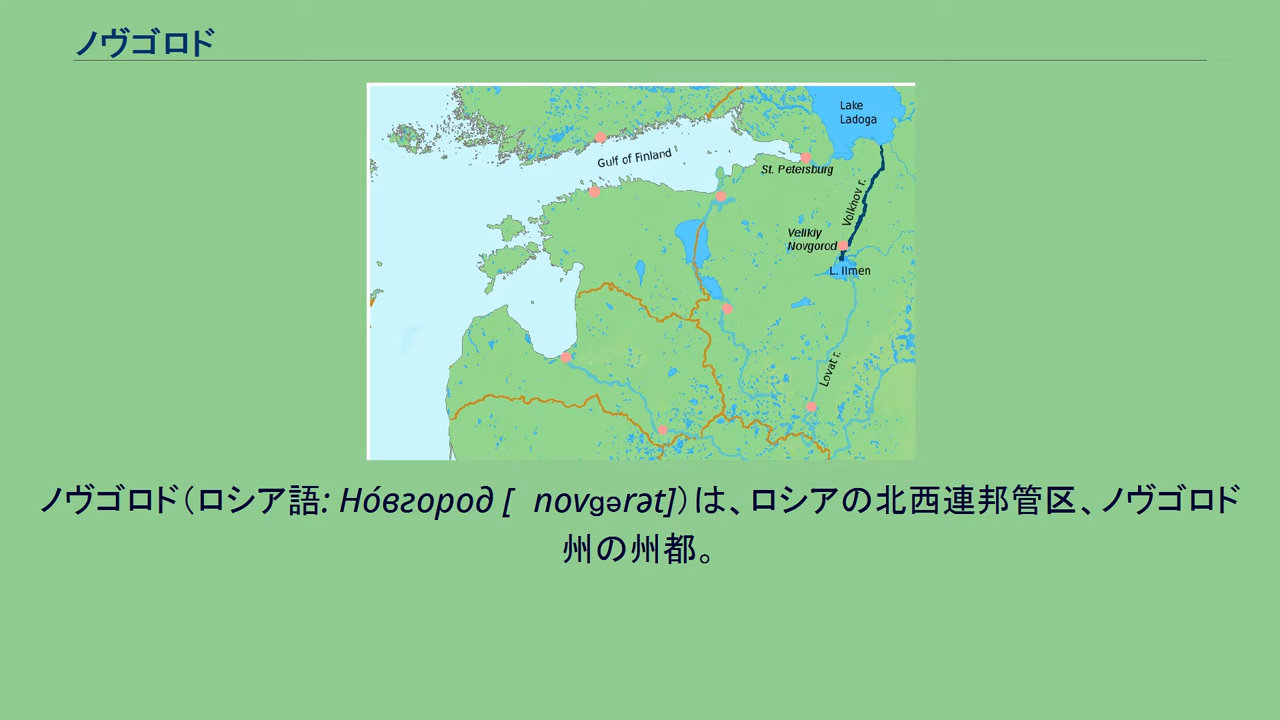 ノヴゴロド
Lake
Ladoga
Gulf of Finland
St. Petersburg
Volkhov r.
Velikiy
Novgorod
L. Ilmen
Lovat r.
ノヴゴロド（ロシア語: Но́вгород [ novgərət]）は、ロシアの北西連邦管区、ノヴゴロド
州の州都。